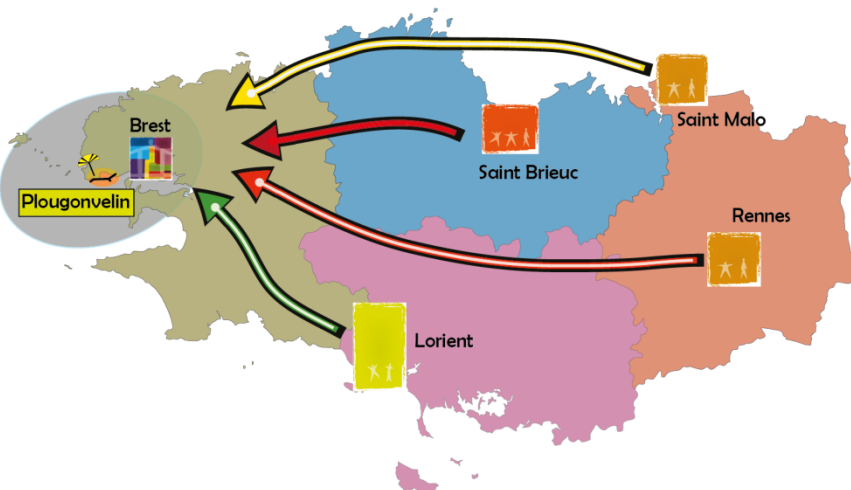 Brest
Saint Malo
Saint Brieuc
Plougonvelin
Rennes
Lorient